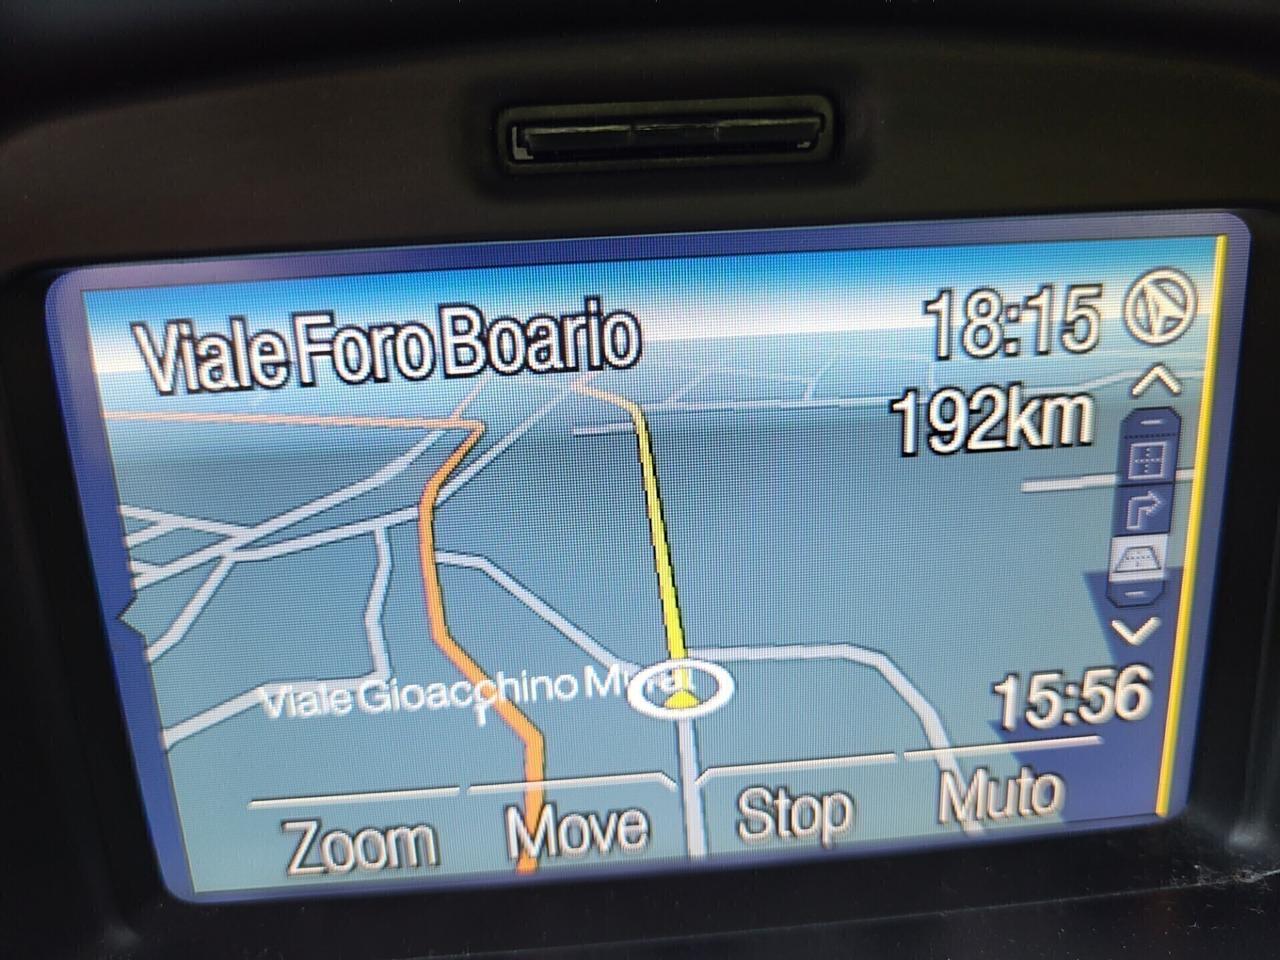 Viale Foro Boario
18:15
192km
Viale Gioacchino
15:56
Zoom
Move
Stop
Muto